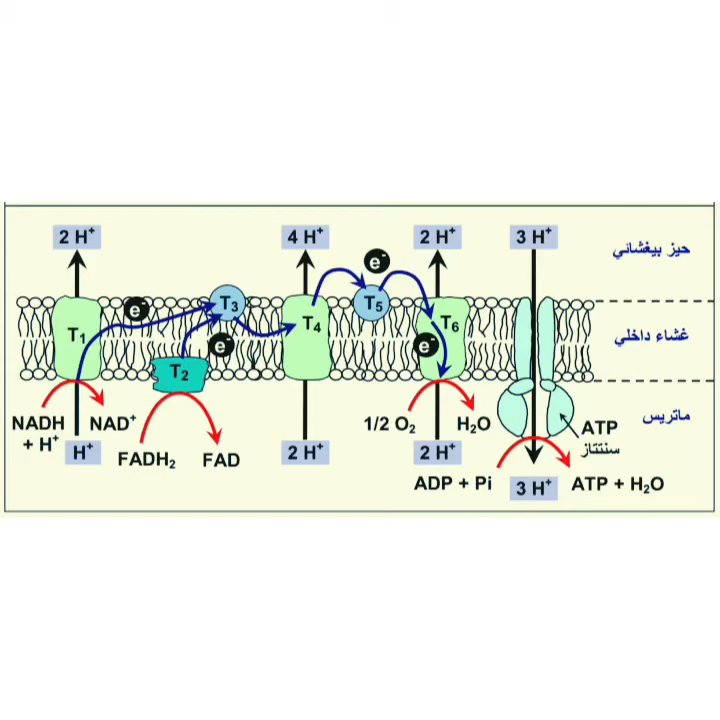 2 H⁺
4 H⁺
2 H⁺
3 H⁺
حيز بيغشائي
e⁻
e⁻
T₁
T₃
T₄
T₅
T₆
غشاء داخلي
e⁻
e⁻
T₂
NADH
+ H⁺
NAD⁺
H⁺
FADH₂
FAD
2 H⁺
1/2 O₂
H₂O
2 H⁺
ماتريس
ATP
سنتتاز
ADP + Pi
3 H⁺
ATP + H₂O